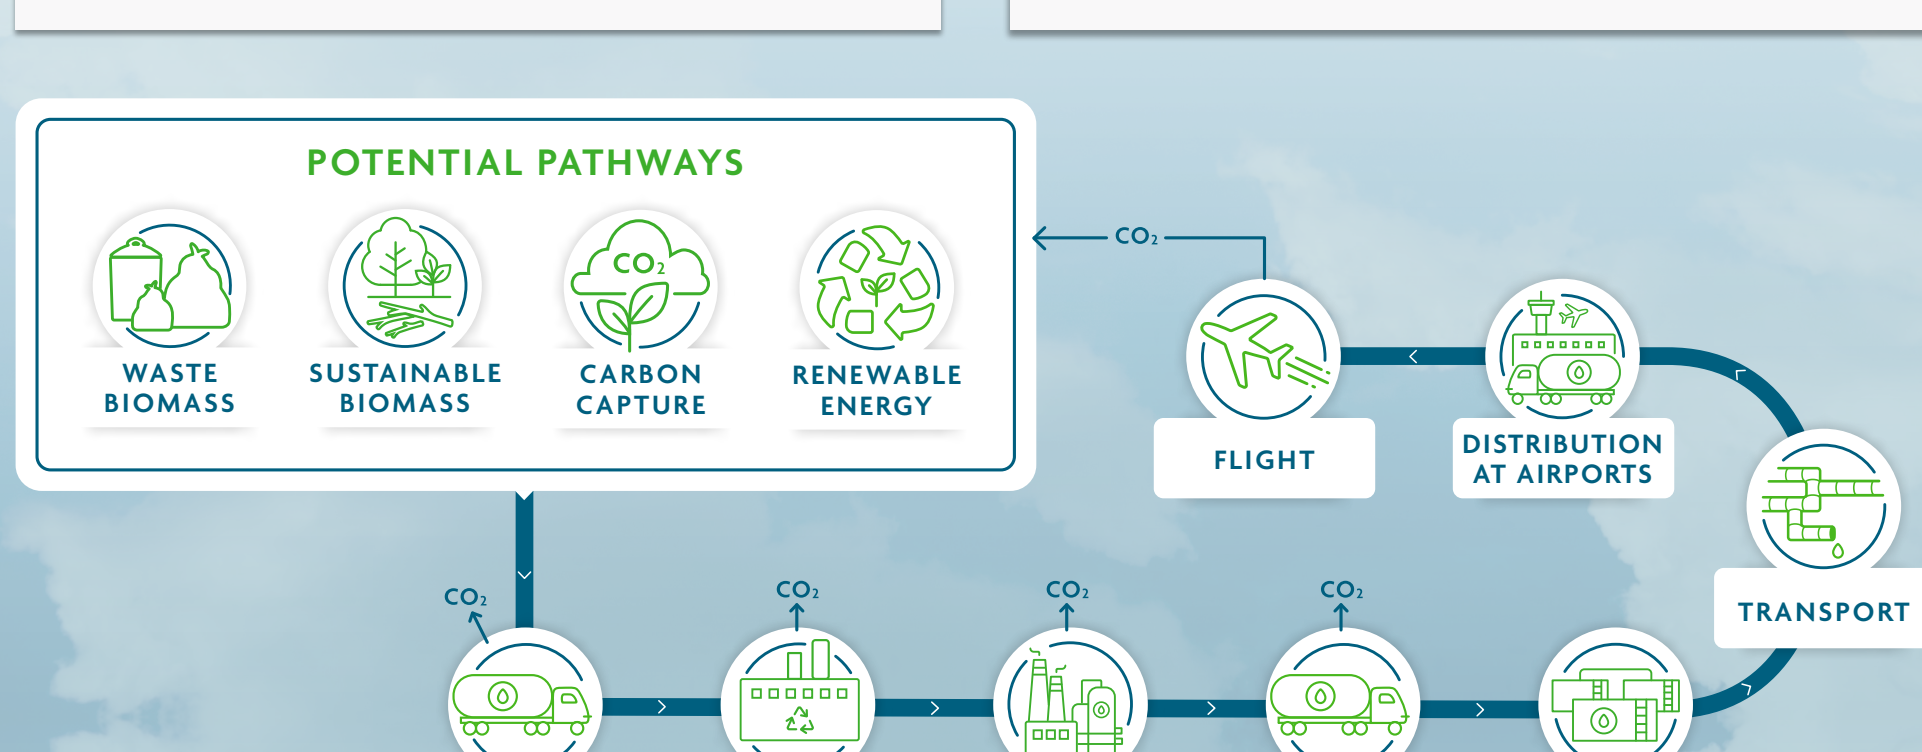 POTENTIAL PATHWAYS
CO₂
WASTE
BIOMASS
SUSTAINABLE
BIOMASS
CARBON
CAPTURE
RENEWABLE
ENERGY
CO₂
FLIGHT
DISTRIBUTION
AT AIRPORTS
TRANSPORT
CO₂
CO₂
CO₂
CO₂